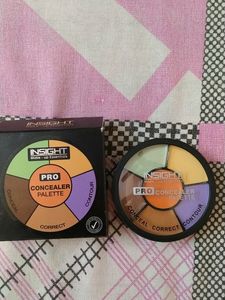 INSIGHT
Make-up Essentials
PRO
CONCEALER
PALETTE
CONCEAL
CORRECT
CONTOUR
INSIGHT
PRO CONCEALER
PALETTE
CONCEAL CORRECT CONTOUR